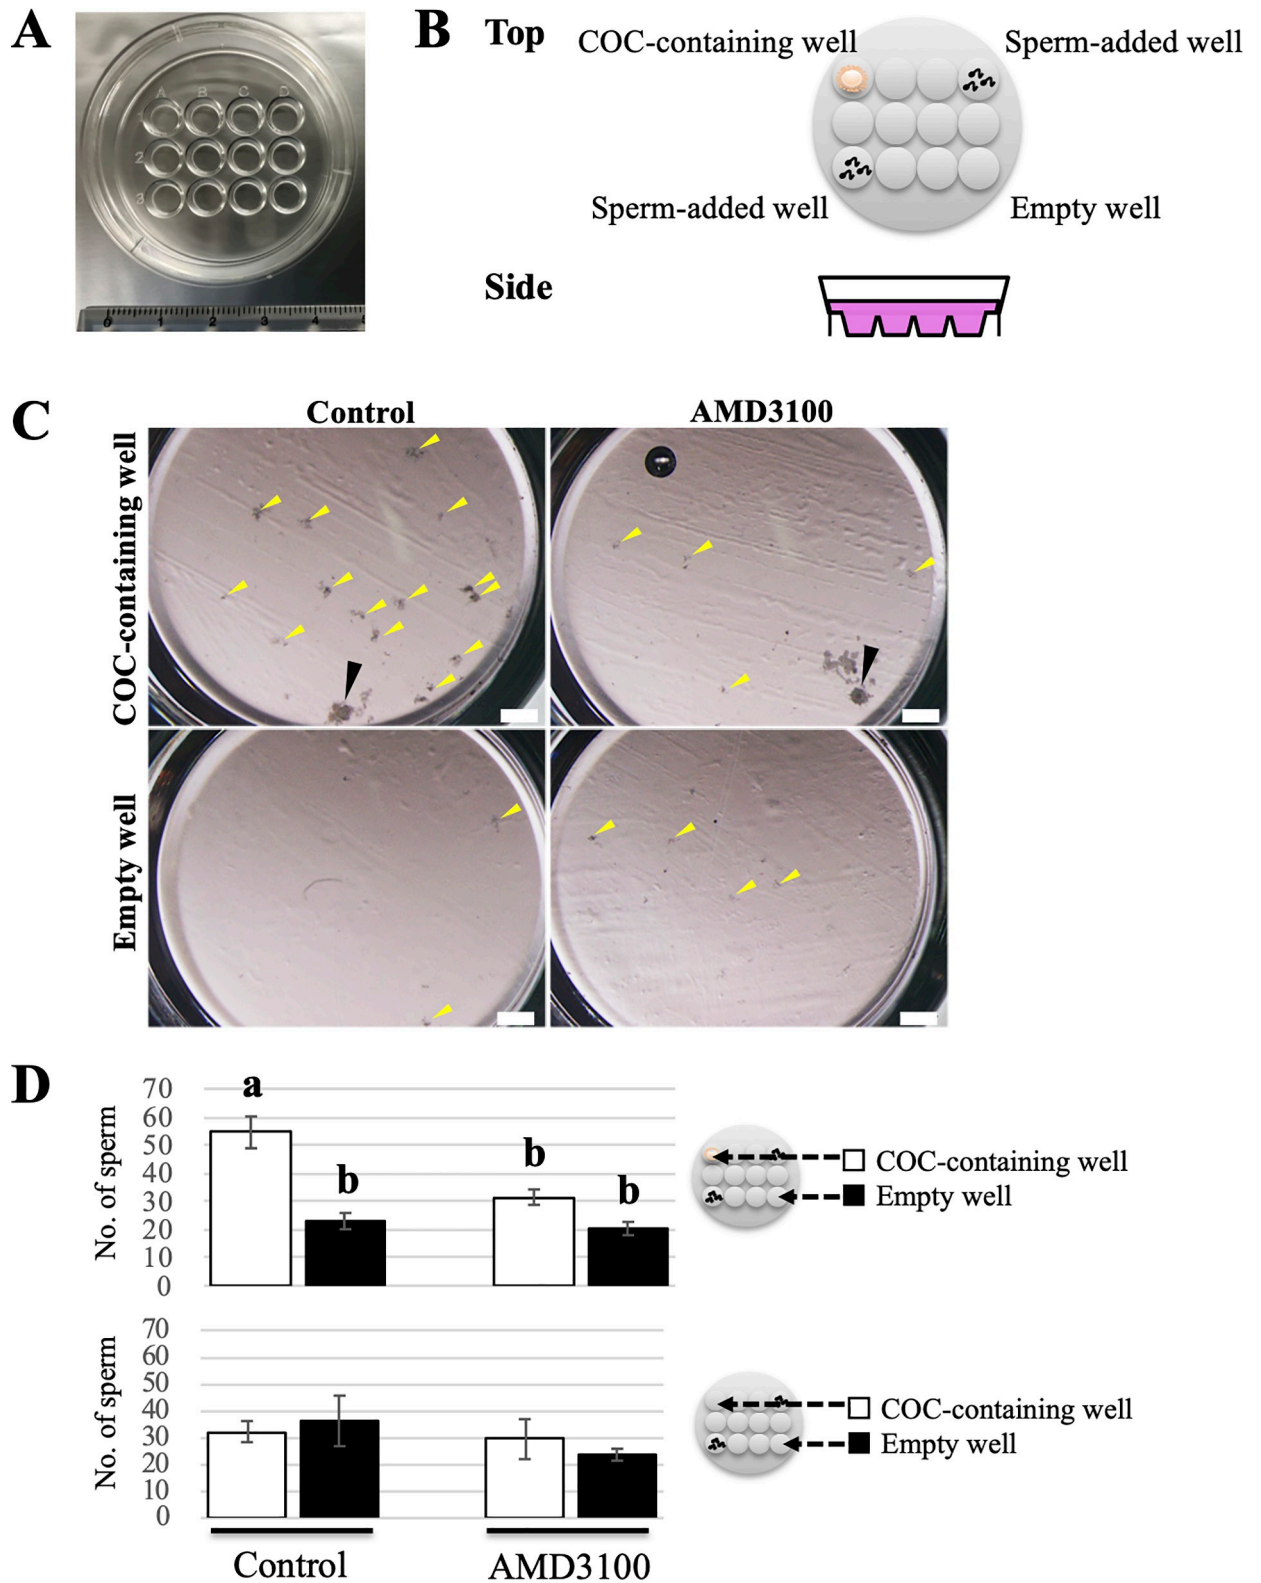 A
A B C D
1
2
3
0 1 2 3 4
B
Top
COC-containing well
Sperm-added well
Sperm-added well
Empty well
Side
C
Control
AMD3100
COC-containing well
Empty well
D
No. of sperm
70
60
50
40
30
20
10
0
a
b
b
b
COC-containing well
Empty well
No. of sperm
70
60
50
40
30
20
10
0
COC-containing well
Empty well
Control
AMD3100